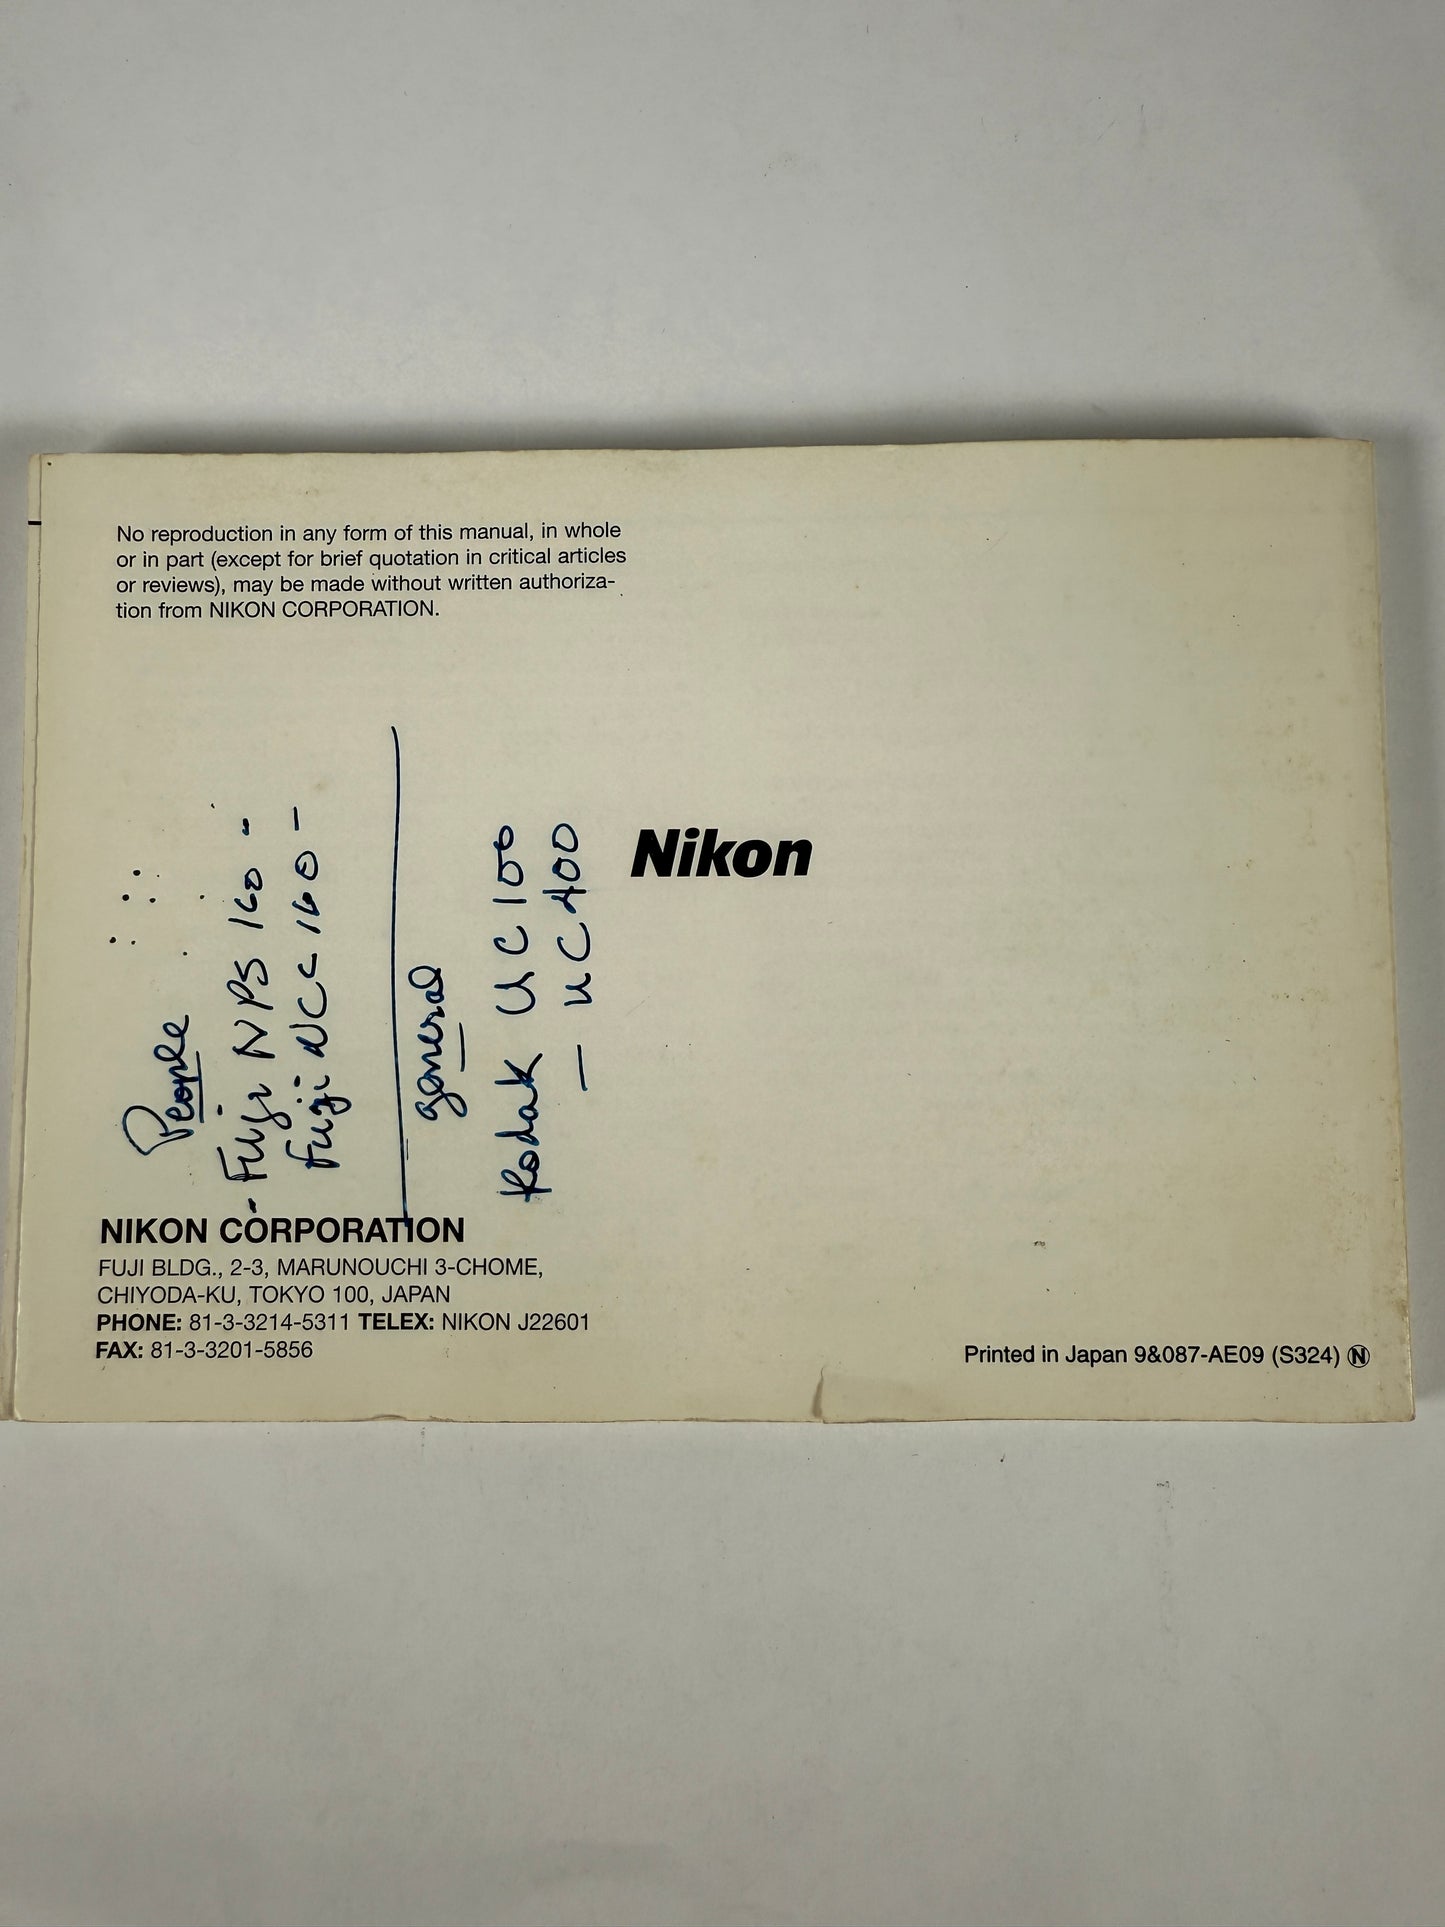 No reproduction in any form of this manual, in whole
or in part (except for brief quotation in critical articles
or reviews), may be made without written authoriza-
tion from NIKON CORPORATION.
People
- Fuji NPS 160 -
Fuji NCC 160 -
general
Kodak UC 100
— UC 400
Nikon
NIKON CORPORATION
FUJI BLDG., 2-3, MARUNOUCHI 3-CHOME,
CHIYODA-KU, TOKYO 100, JAPAN
PHONE: 81-3-3214-5311 TELEX: NIKON J22601
FAX: 81-3-3201-5856
Printed in Japan 9&087-AE09 (S324) Ⓝ